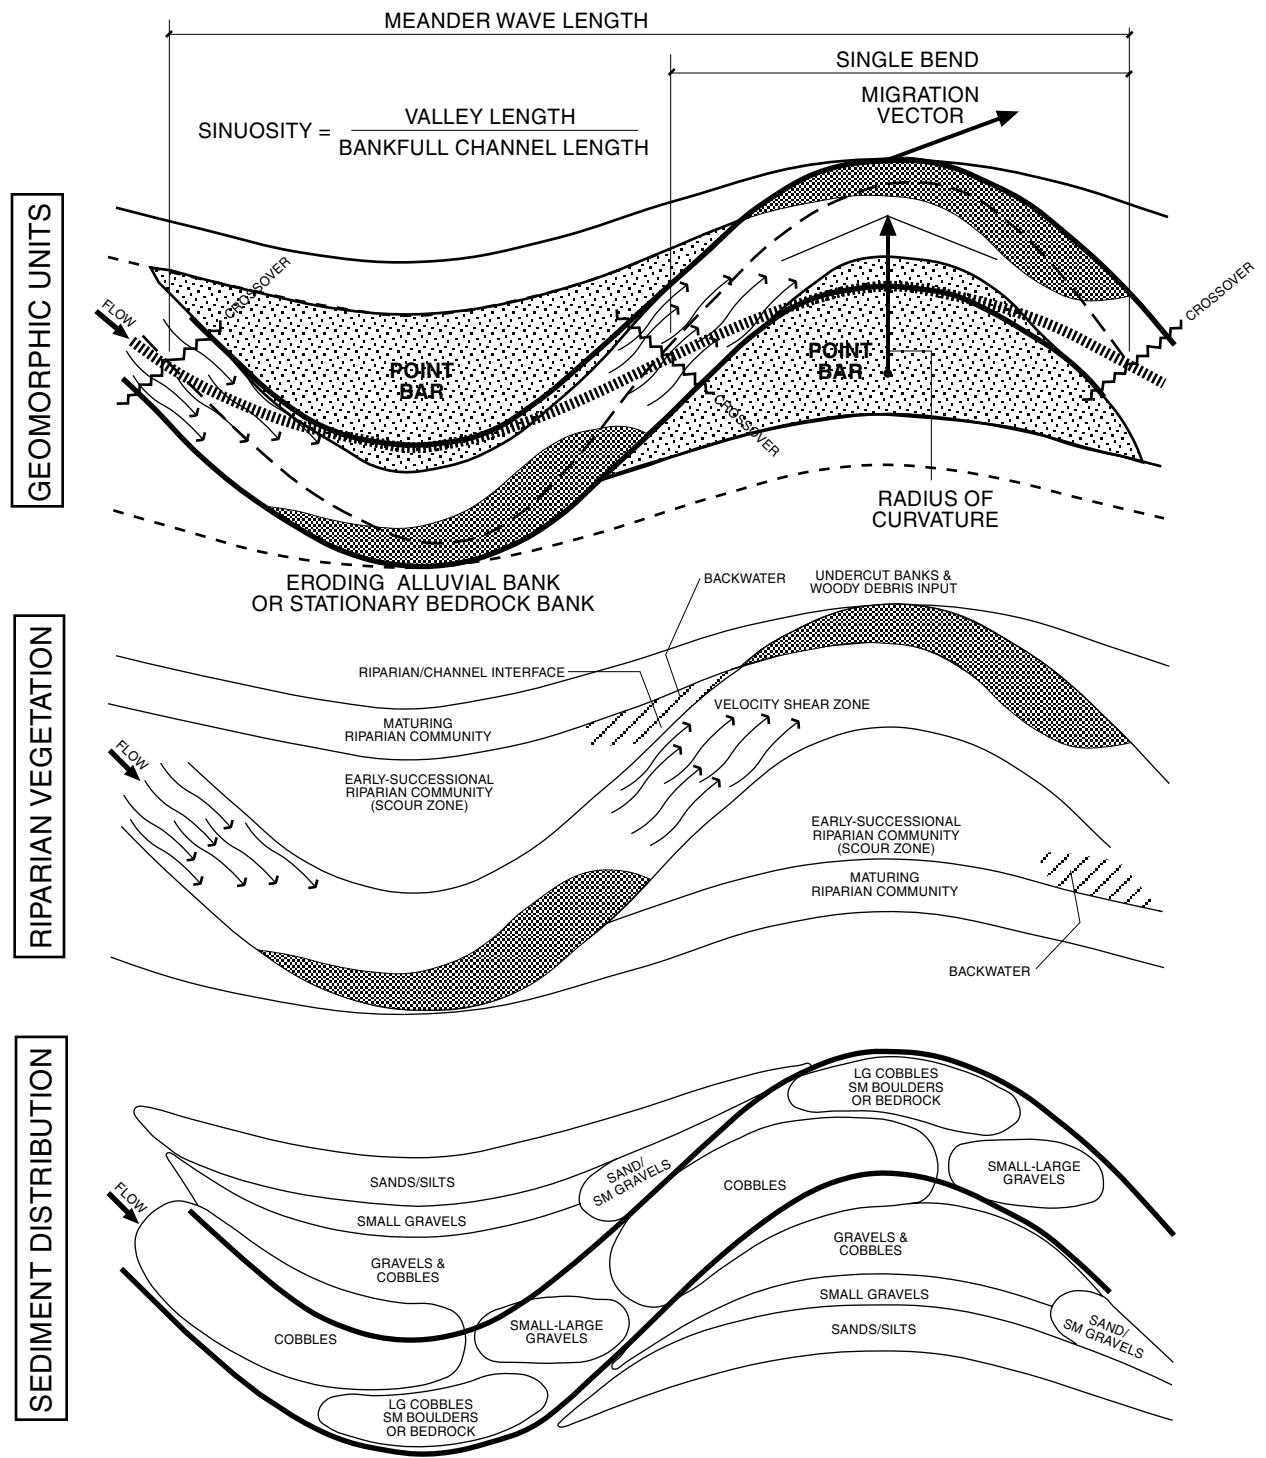 MEANDER WAVE LENGTH
SINGLE BEND
MIGRATION
VECTOR
SINUOSITY =
VALLEY LENGTH
BANKFULL CHANNEL LENGTH
GEOMORPHIC UNITS
FLOW
CROSSOVER
POINT
BAR
CROSSOVER
POINT
BAR
CROSSOVER
RADIUS OF
CURVATURE
ERODING ALLUVIAL BANK
OR STATIONARY BEDROCK BANK
RIPARIAN VEGETATION
BACKWATER
UNDERCUT BANKS &
WOODY DEBRIS INPUT
RIPARIAN/CHANNEL INTERFACE
VELOCITY SHEAR ZONE
MATURING
RIPARIAN COMMUNITY
FLOW
EARLY-SUCCESSIONAL
RIPARIAN COMMUNITY
(SCOUR ZONE)
EARLY-SUCCESSIONAL
RIPARIAN COMMUNITY
(SCOUR ZONE)
MATURING
RIPARIAN COMMUNITY
BACKWATER
SEDIMENT DISTRIBUTION
LG COBBLES
SM BOULDERS
OR BEDROCK
SANDS/SILTS
SAND/
SM GRAVELS
COBBLES
SMALL-LARGE
GRAVELS
FLOW
SMALL GRAVELS
GRAVELS &
COBBLES
GRAVELS &
COBBLES
SMALL GRAVELS
SANDS/SILTS
SAND/
SM GRAVELS
COBBLES
SMALL-LARGE
GRAVELS
LG COBBLES
SM BOULDERS
OR BEDROCK